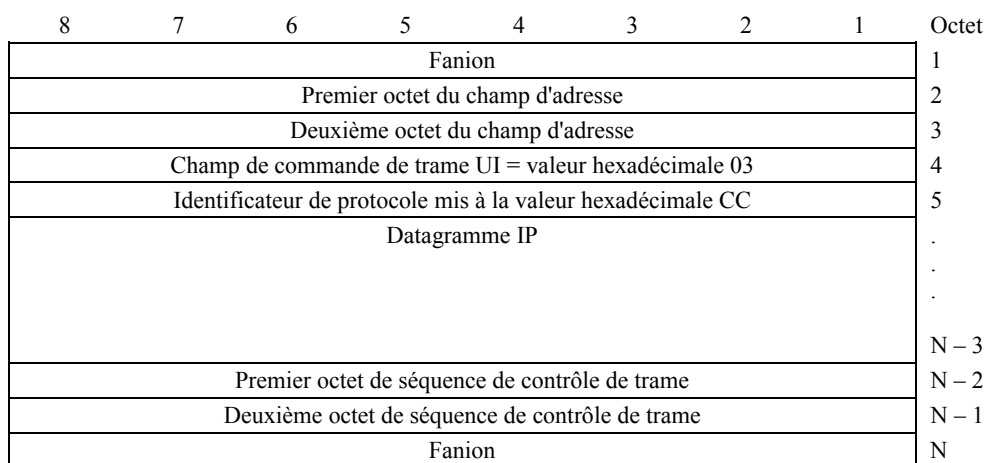 8 7 6 5 4 3 2 1 Octet
Fanion 1
Premier octet du champ d'adresse 2
Deuxième octet du champ d'adresse 3
Champ de commande de trame UI = valeur hexadécimale 03 4
Identificateur de protocole mis à la valeur hexadécimale CC 5
Datagramme IP .
.
.
N – 3
Premier octet de séquence de contrôle de trame N – 2
Deuxième octet de séquence de contrôle de trame N – 1
Fanion N